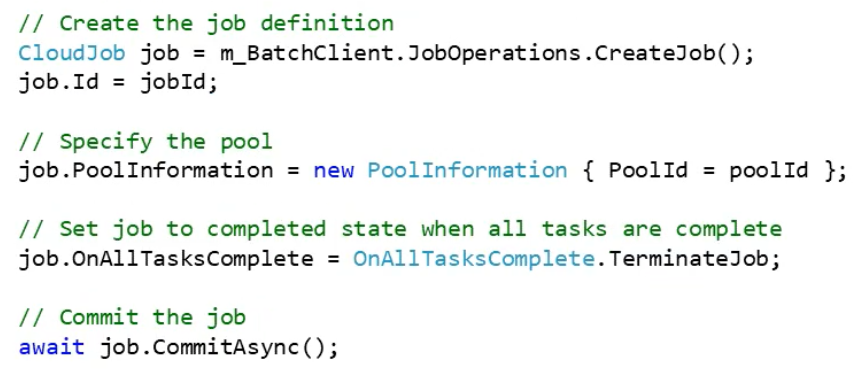 // Create the job definition
CloudJob job = m_BatchClient.JobOperations.CreateJob();
job.Id = jobId;
// Specify the pool
job.PoolInformation = new PoolInformation { PoolId = poolId };
// Set job to completed state when all tasks are complete
job.OnAllTasksComplete = OnAllTasksComplete.TerminateJob;
// Commit the job
await job.CommitAsync();